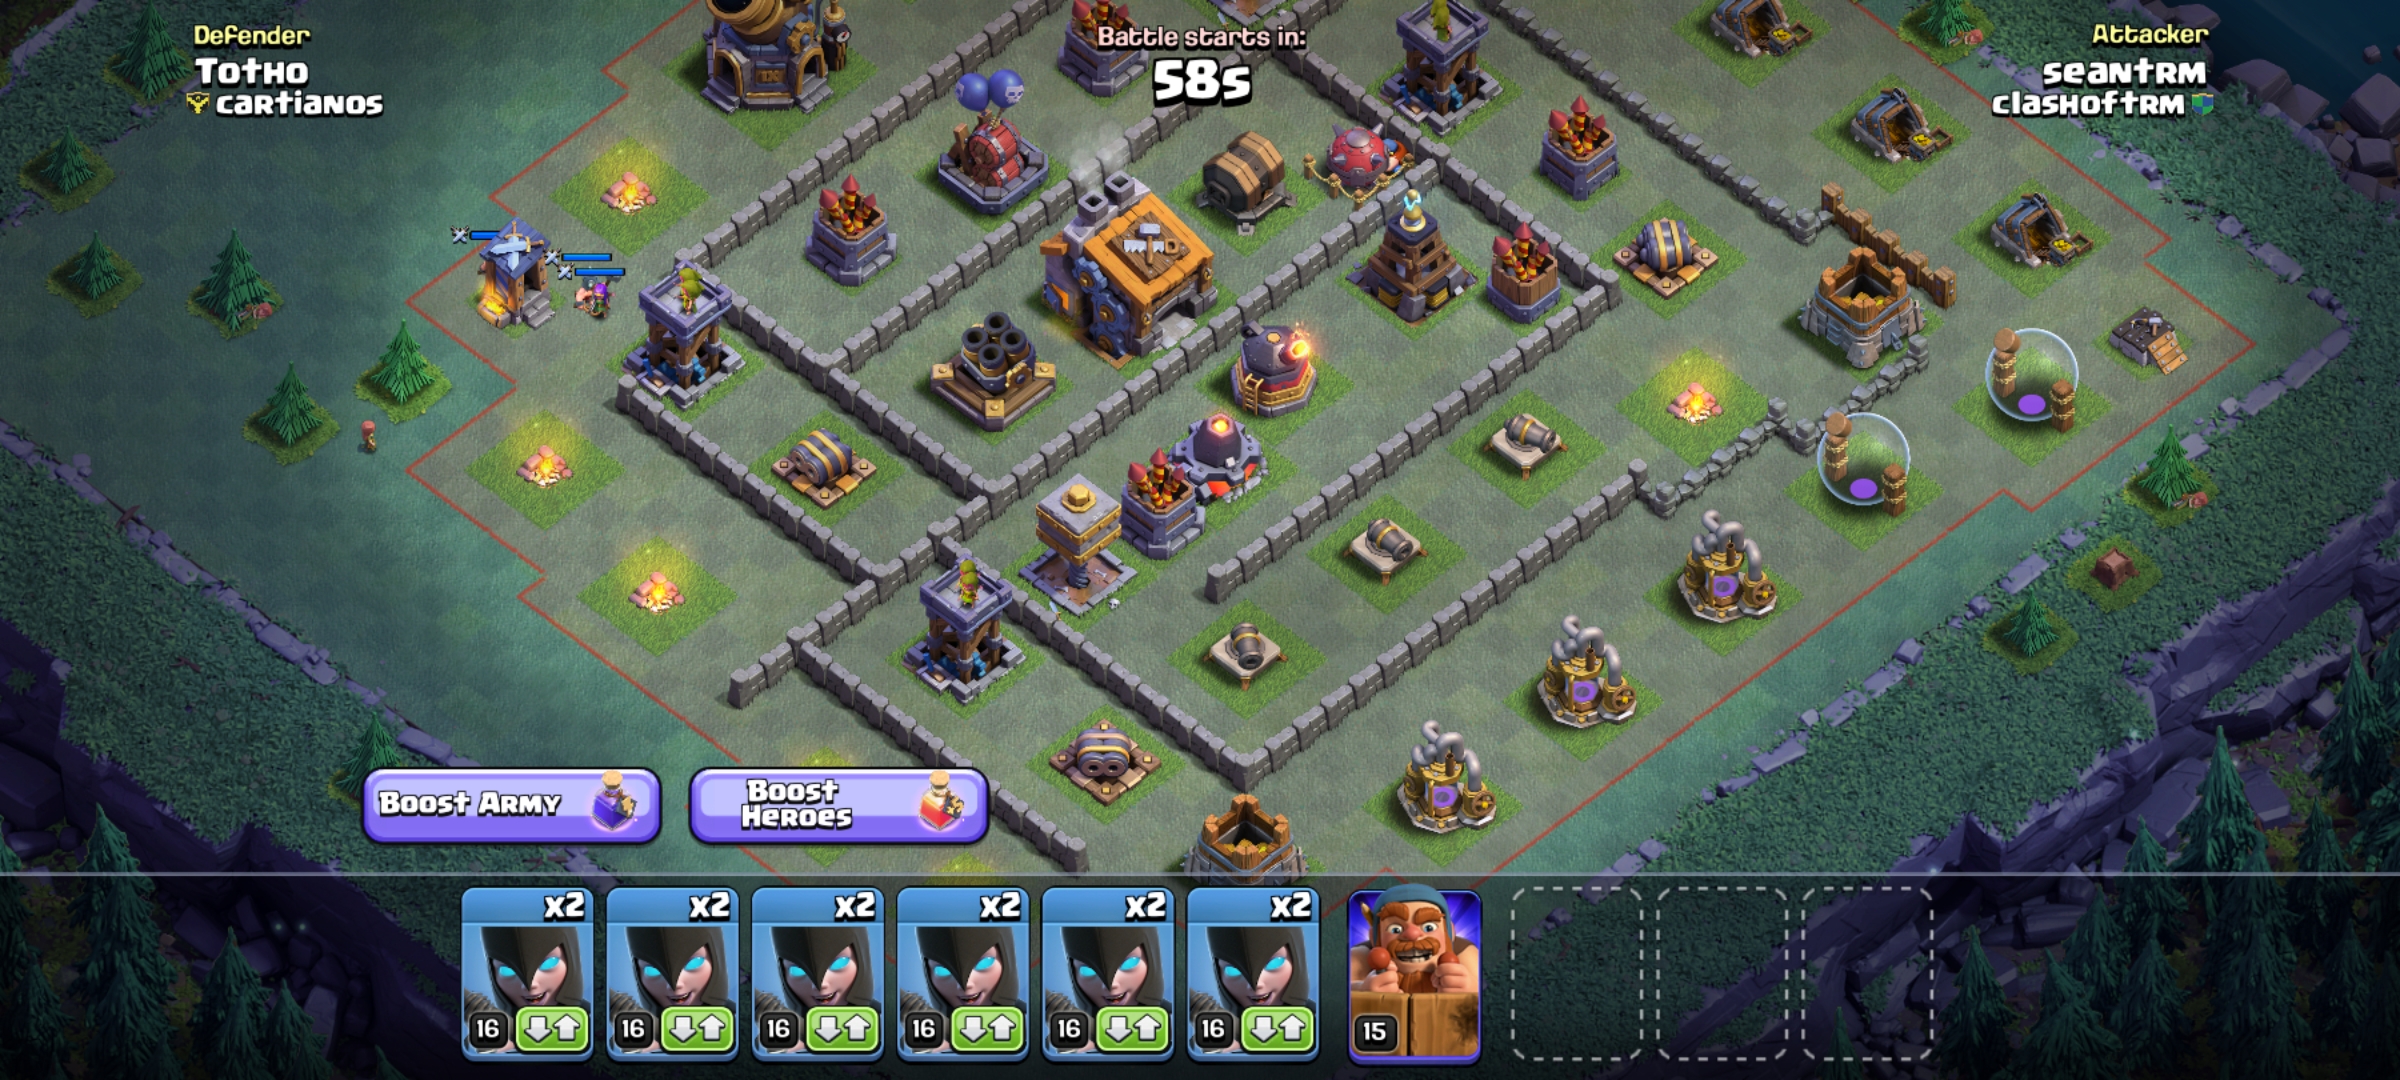 Defender
Totho
cartianos
Battle starts in:
58s
Attacker
seantrm
clashoftrm
Boost Army
Boost
Heroes
x2
x2
x2
x2
x2
x2
16
16
16
16
16
16
15